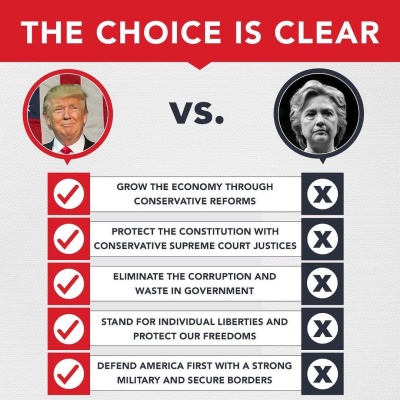 THE CHOICE IS CLEAR
VS.
GROW THE ECONOMY THROUGH
CONSERVATIVE REFORMS
X
PROTECT THE CONSTITUTION WITH
CONSERVATIVE SUPREME COURT JUSTICES
X
ELIMINATE THE CORRUPTION AND
WASTE IN GOVERNMENT
X
STAND FOR INDIVIDUAL LIBERTIES AND
PROTECT OUR FREEDOMS
X
DEFEND AMERICA FIRST WITH A STRONG
MILITARY AND SECURE BORDERS
X